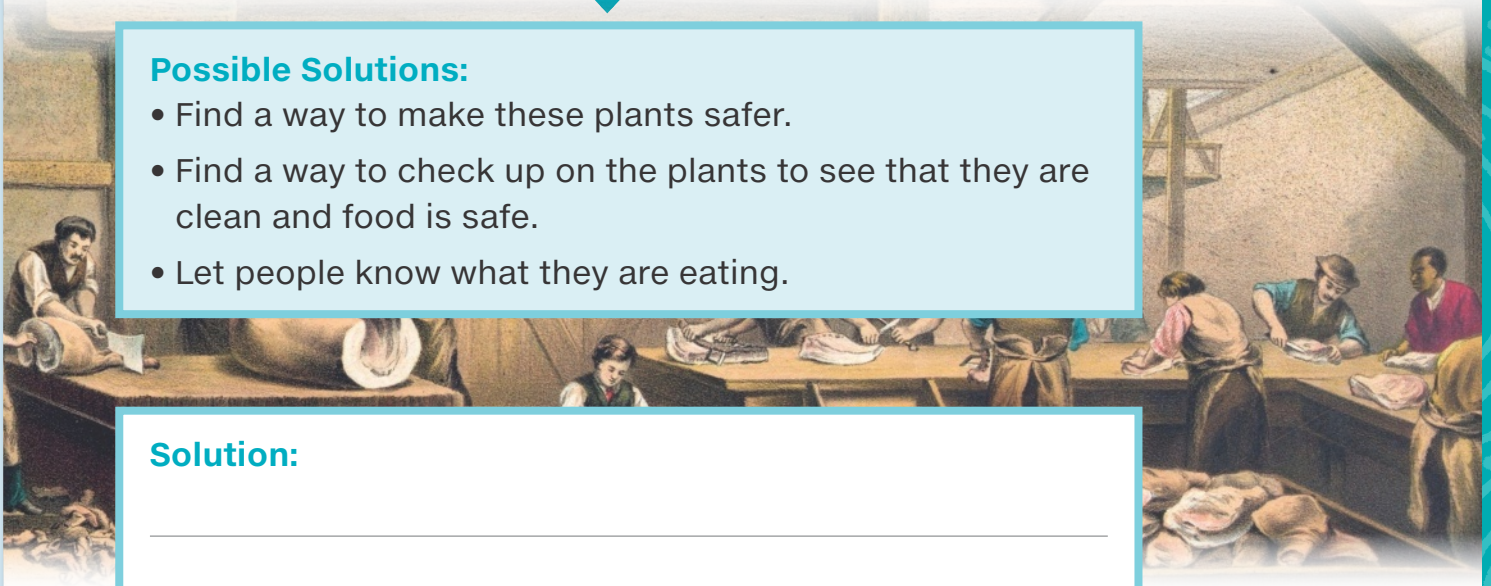 Possible Solutions:
• Find a way to make these plants safer.
• Find a way to check up on the plants to see that they are
clean and food is safe.
• Let people know what they are eating.
Solution: